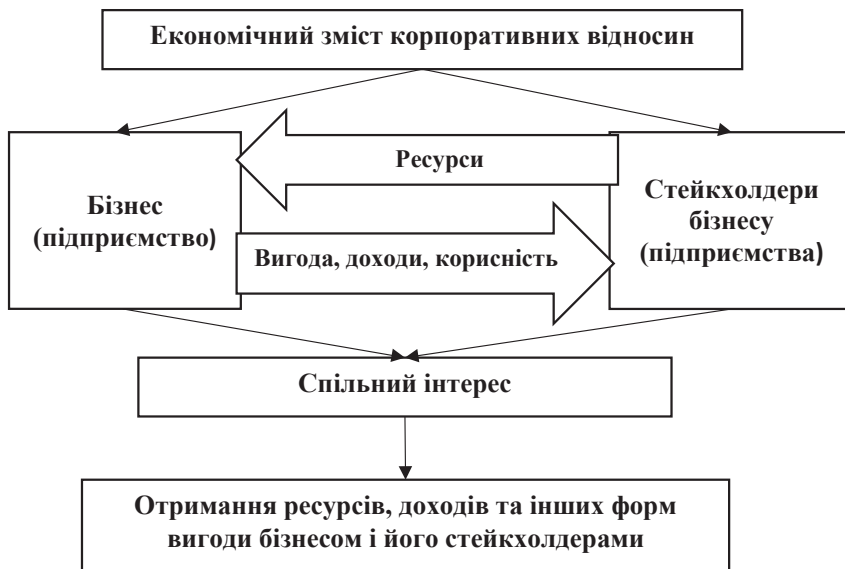 Економічний зміст корпоративних відносин
Ресурси
Бізнес
(підприємство)
Стейкхолдери
бізнесу
(підприємства)
Вигода, доходи, корисність
Спільний інтерес
Отримання ресурсів, доходів та інших форм
вигоди бізнесом і його стейкхолдерами